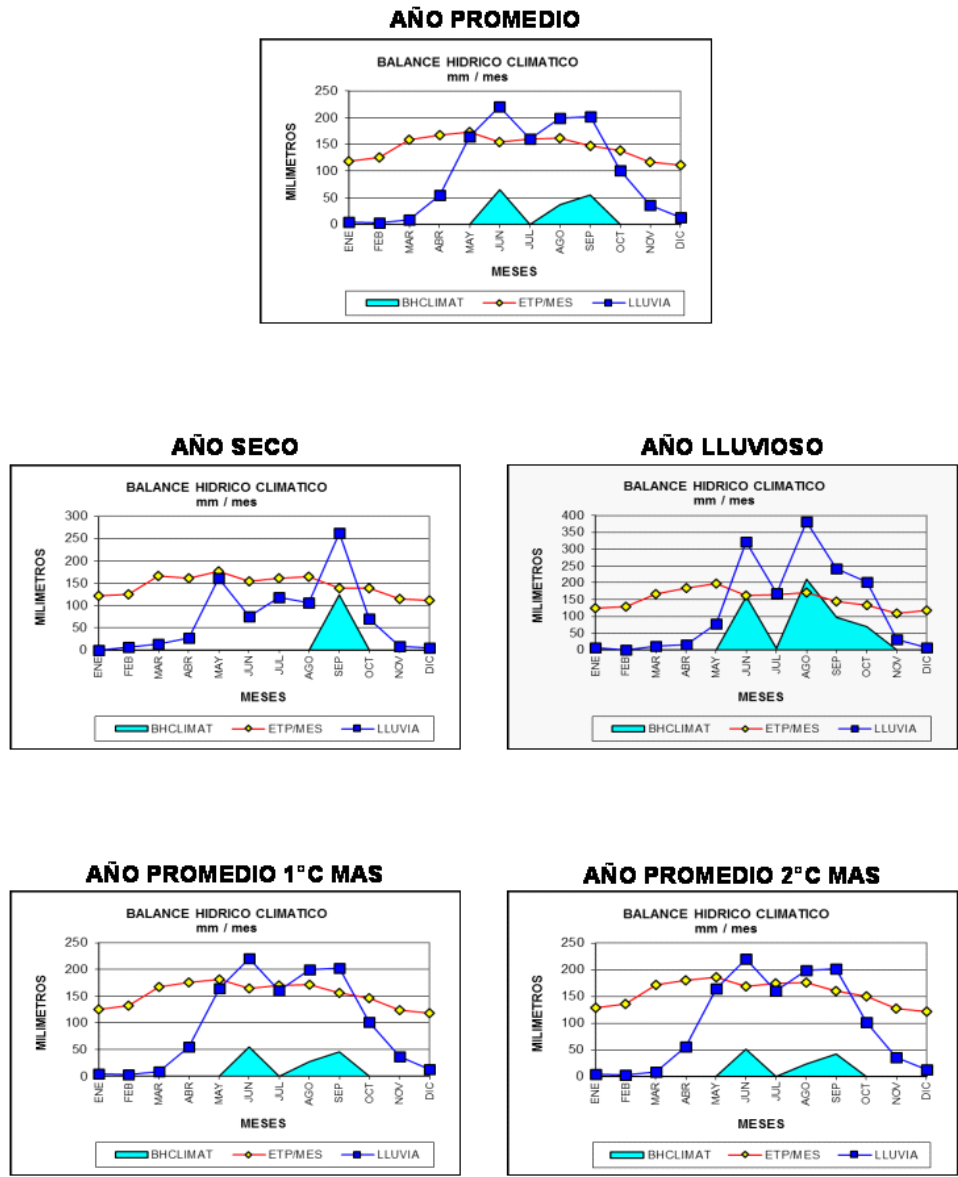 AÑO PROMEDIO
BALANCE HIDRICO CLIMATICO
mm / mes
MILIMETROS
250
200
150
100
50
0
ENE
FEB
MAR
ABR
MAY
JUN
JUL
AGO
SEP
OCT
NOV
DIC
MESES
BHCLIMAT ETP/MES LLUVIA
AÑO SECO
BALANCE HIDRICO CLIMATICO
mm / mes
MILIMETROS
300
250
200
150
100
50
0
ENE
FEB
MAR
ABR
MAY
JUN
JUL
AGO
SEP
OCT
NOV
DIC
MESES
BHCLIMAT ETP/MES LLUVIA
AÑO LLUVIOSO
BALANCE HIDRICO CLIMATICO
mm / mes
MILIMETROS
400
350
300
250
200
150
100
50
0
ENE
FEB
MAR
ABR
MAY
JUN
JUL
AGO
SEP
OCT
NOV
DIC
MESES
BHCLIMAT ETP/MES LLUVIA
AÑO PROMEDIO 1°C MAS
BALANCE HIDRICO CLIMATICO
mm / mes
MILIMETROS
250
200
150
100
50
0
ENE
FEB
MAR
ABR
MAY
JUN
JUL
AGO
SEP
OCT
NOV
DIC
MESES
BHCLIMAT ETP/MES LLUVIA
AÑO PROMEDIO 2°C MAS
BALANCE HIDRICO CLIMATICO
mm / mes
MILIMETROS
250
200
150
100
50
0
ENE
FEB
MAR
ABR
MAY
JUN
JUL
AGO
SEP
OCT
NOV
DIC
MESES
BHCLIMAT ETP/MES LLUVIA